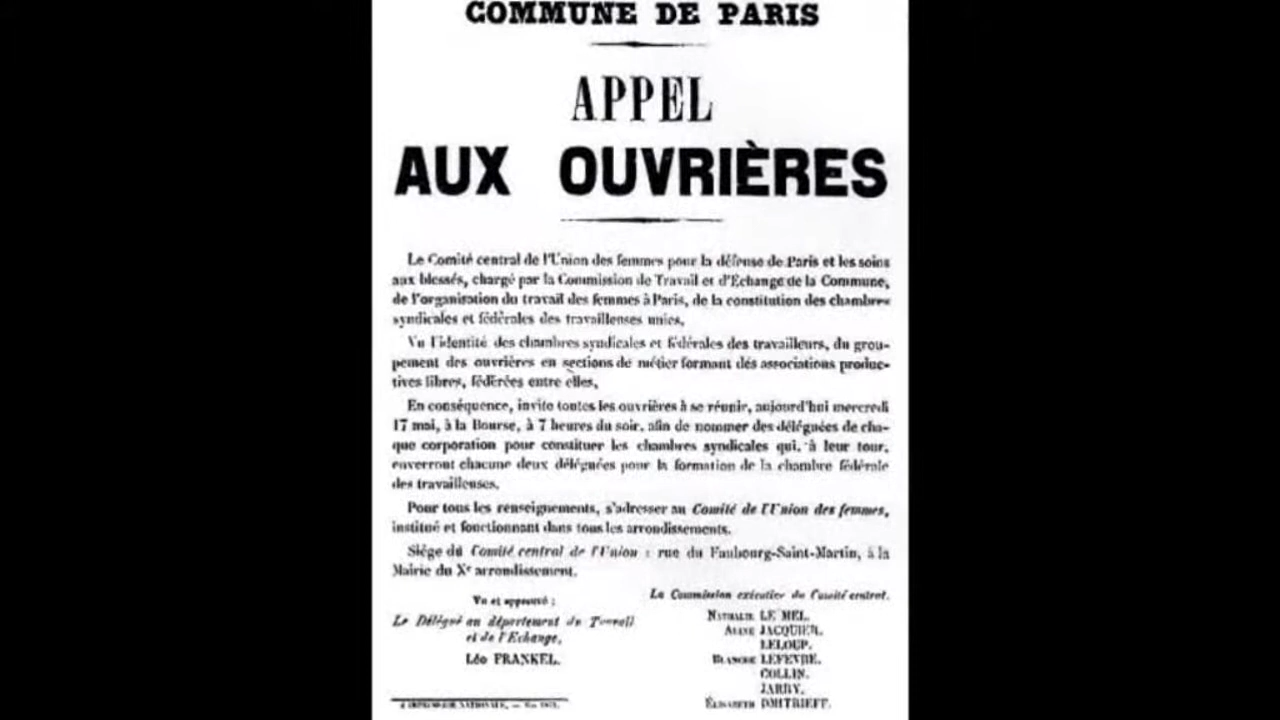 COMMUNE DE PARIS
APPEL
AUX OUVRIÈRES
Le Comité central de l'Union des femmes pour la défense de Paris et les soins
aux blessés, chargé par la Commission de Travail et d'Échange de la Commune,
de l'organisation du travail des femmes à Paris, de la constitution des chambres
syndicales et fédérales des travailleuses unies,
Vu l'identité des chambres syndicales et fédérales des travailleurs, du grou-
pement des ouvrières en sections de métier formant des associations produc-
tives libres, fédérées entre elles,
En conséquence, invite toutes les ouvrières à se réunir, aujourd'hui mercredi
17 mai, à la Bourse, à 7 heures du soir, afin de nommer des déléguées de cha-
que corporation pour constituer les chambres syndicales qui, à leur tour,
enverront chacune deux déléguées pour la formation de la chambre fédérale
des travailleuses.
Pour tous les renseignements, s'adresser au Comité de l'Union des femmes,
institué et fonctionnant dans tous les arrondissements.
Siége du Comité central de l'Union : rue du Faubourg-Saint-Martin, à la
Mairie du Xe arrondissement.
Vu et approuvé :
Le Délégué au département du Travail
et de l'Echange,
Léo FRANKEL.
La Commission exécutive du Comité central.
NATHALIE LE MEL.
ALINE JACQUIER.
LELOUP.
BLANCHE LEFEVRE.
COLLIN.
JARRY.
ÉLISABETH DMITRIEFF.
IMPRIMERIE NATIONALE. — Mai 1871.